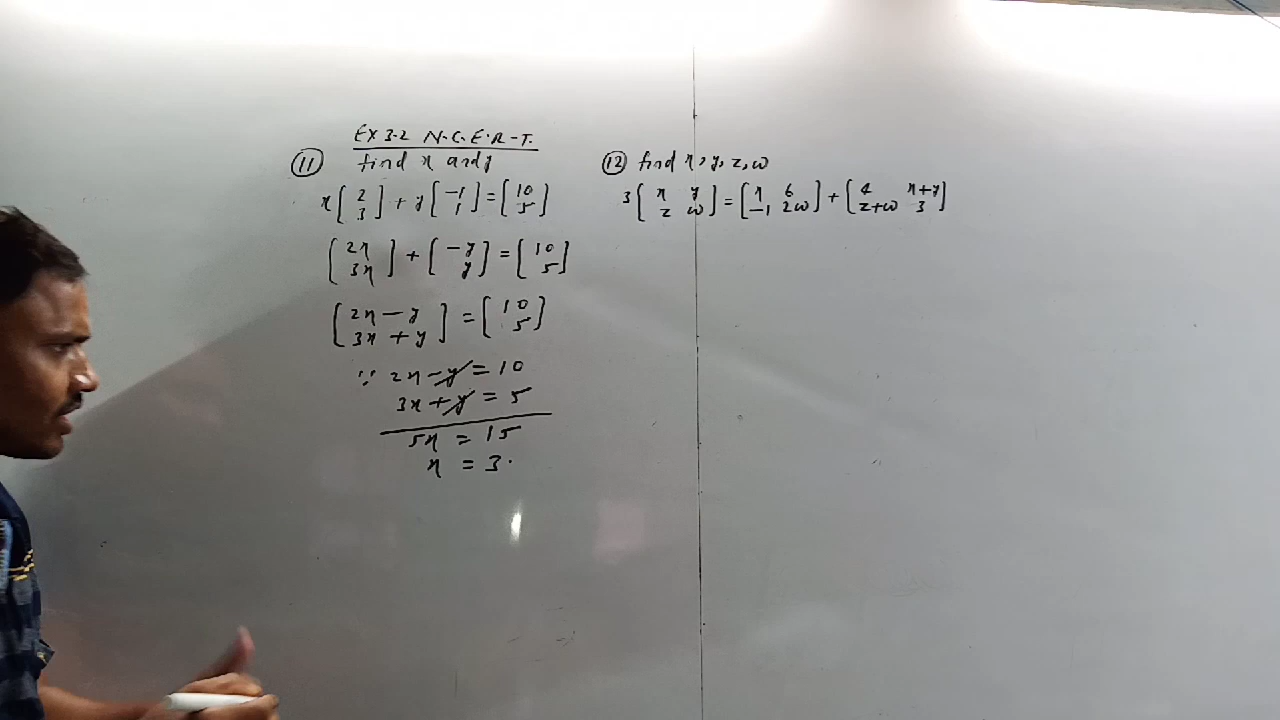 EX 3.2 N.C.E.R.T.
(11) find x and y
x [2 3] + y [-1 1] = [10 5]
[2x 3x] + [-y y] = [10 5]
[2x - y 3x + y] = [10 5]
∵ 2x - y = 10
3x + y = 5
5x = 15
x = 3.
(12) find x, y, z, w
3 [x y z w] = [x 6 -1 2w] + [4 x+y z+w 3]